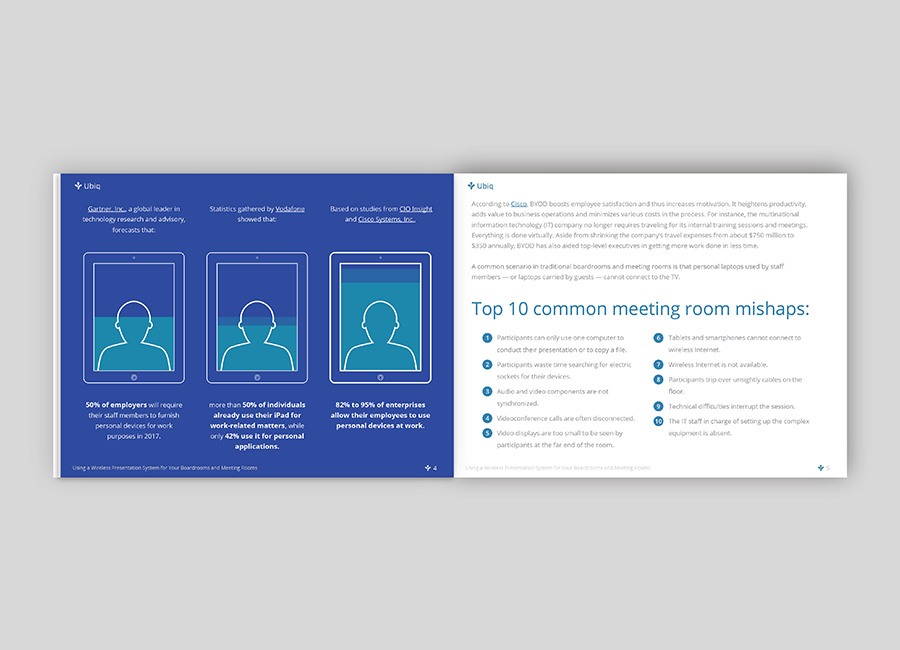 Ubiq
Gartner, Inc., a global leader in
technology research and advisory,
forecasts that:
50% of employers will require
their staff members to furnish
personal devices for work
purposes in 2017.
Statistics gathered by Vodafone
showed that:
more than 50% of individuals
already use their iPad for
work-related matters, while
only 42% use it for personal
applications.
Based on studies from CIO Insight
and Cisco Systems, Inc.,
82% to 95% of enterprises
allow their employees to use
personal devices at work.
Using a Wireless Presentation System for Your Boardrooms and Meeting Rooms
4
Ubiq
According to Cisco, BYOD boosts employee satisfaction and thus increases motivation. It heightens productivity,
adds value to business operations and minimizes various costs in the process. For instance, the multinational
information technology (IT) company no longer requires traveling for its internal training sessions and meetings.
Everything is done virtually. Aside from shrinking the company's travel expenses from about $750 million to
$350 annually, BYOD has also aided top-level executives in getting more work done in less time.
A common scenario in traditional boardrooms and meeting rooms is that personal laptops used by staff
members — or laptops carried by guests — cannot connect to the TV.
Top 10 common meeting room mishaps:
1 Participants can only use one computer to
conduct their presentation or to copy a file.
2 Participants waste time searching for electric
sockets for their devices.
3 Audio and video components are not
synchronized.
4 Videoconference calls are often disconnected.
5 Video displays are too small to be seen by
participants at the far end of the room.
6 Tablets and smartphones cannot connect to
wireless Internet.
7 Wireless Internet is not available.
8 Participants trip over unsightly cables on the
floor.
9 Technical difficulties interrupt the session.
10 The IT staff in charge of setting up the complex
equipment is absent.
Using a Wireless Presentation System for Your Boardrooms and Meeting Rooms
5